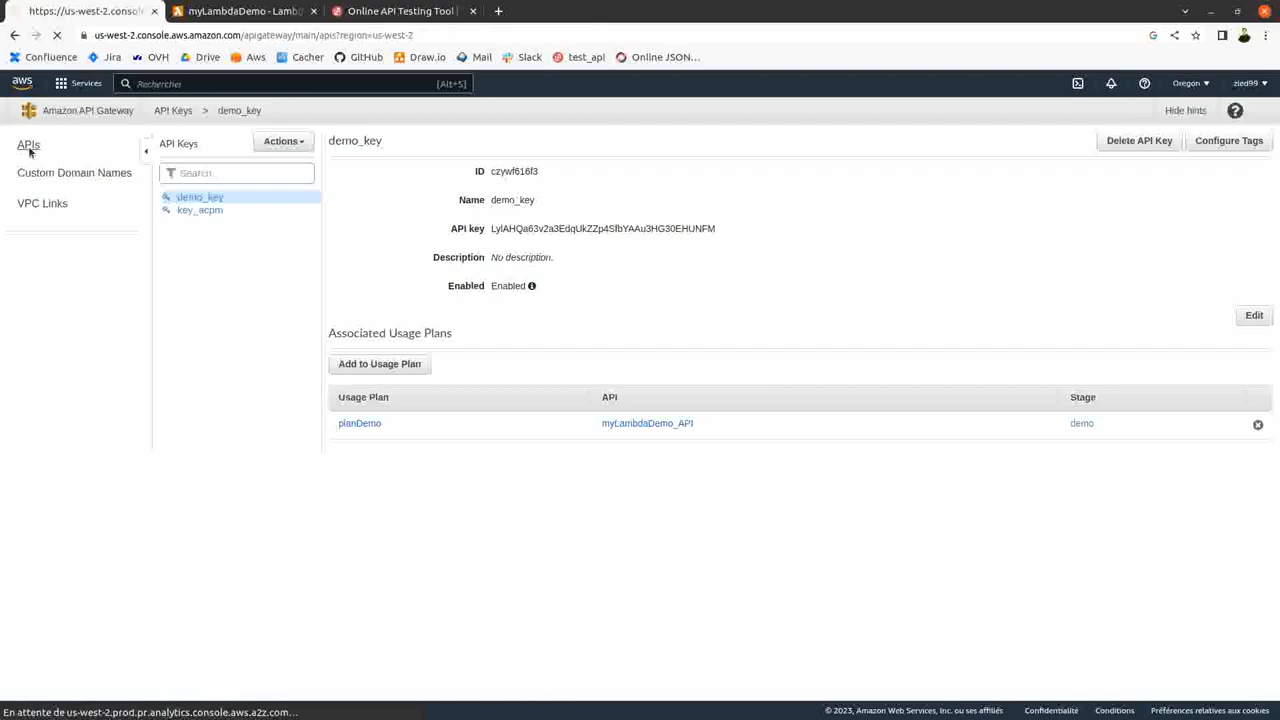 https://us-west-2.consol
myLambdaDemo - Lamb
Online API Testing Tool
us-west-2.console.aws.amazon.com/apigateway/main/apis?region=us-west-2
Confluence
Jira
OVH
Drive
Aws
Cacher
GitHub
Draw.io
Mail
Slack
test_api
Online JSON...
aws
Services
Rechercher
[Alt+S]
Oregon
zied99
Amazon API Gateway
API Keys > demo_key
Hide hints
APIs
Custom Domain Names
VPC Links
API Keys
Actions
Search
demo_key
key_acpm
demo_key
Delete API Key
Configure Tags
ID czywf616f3
Name demo_key
API key
Description No description.
Enabled Enabled
Edit
Associated Usage Plans
Add to Usage Plan
Usage Plan API Stage
planDemo myLambdaDemo_API demo
En attente de us-west-2.prod.pr.analytics.console.aws.a2z.com...
© 2023, Amazon Web Services, Inc. ou ses affiliés
Confidentialité
Conditions
Préférences relatives aux cookies